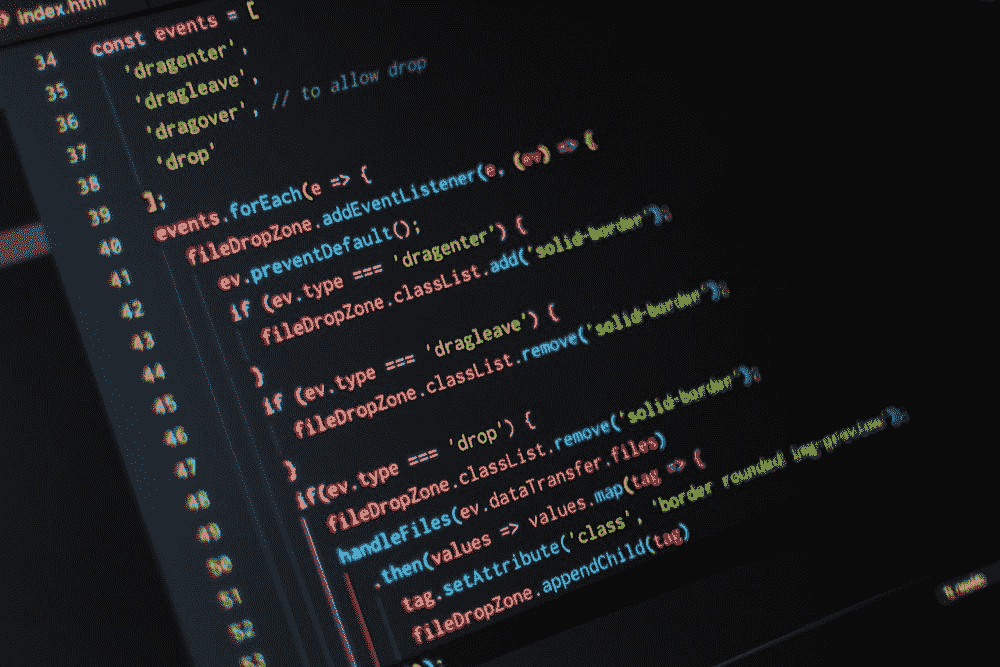 index.html
34 const events = [
35 'dragenter',
36 'dragleave',
37 'dragover', // to allow drop
38 'drop'
39 ];
40 events.forEach(e => {
41 fileDropZone.addEventListener(e, (ev) => {
42 ev.preventDefault();
43 if (ev.type === 'dragenter') {
44 fileDropZone.classList.add('solid-border');
45 }
46 if (ev.type === 'dragleave') {
47 fileDropZone.classList.remove('solid-border');
48 }
49 if(ev.type === 'drop') {
50 fileDropZone.classList.remove('solid-border');
51 handleFiles(ev.dataTransfer.files)
52 .then(values => values.map(tag => {
53 tag.setAttribute('class', 'border rounded img-preview');
fileDropZone.appendChild(tag)